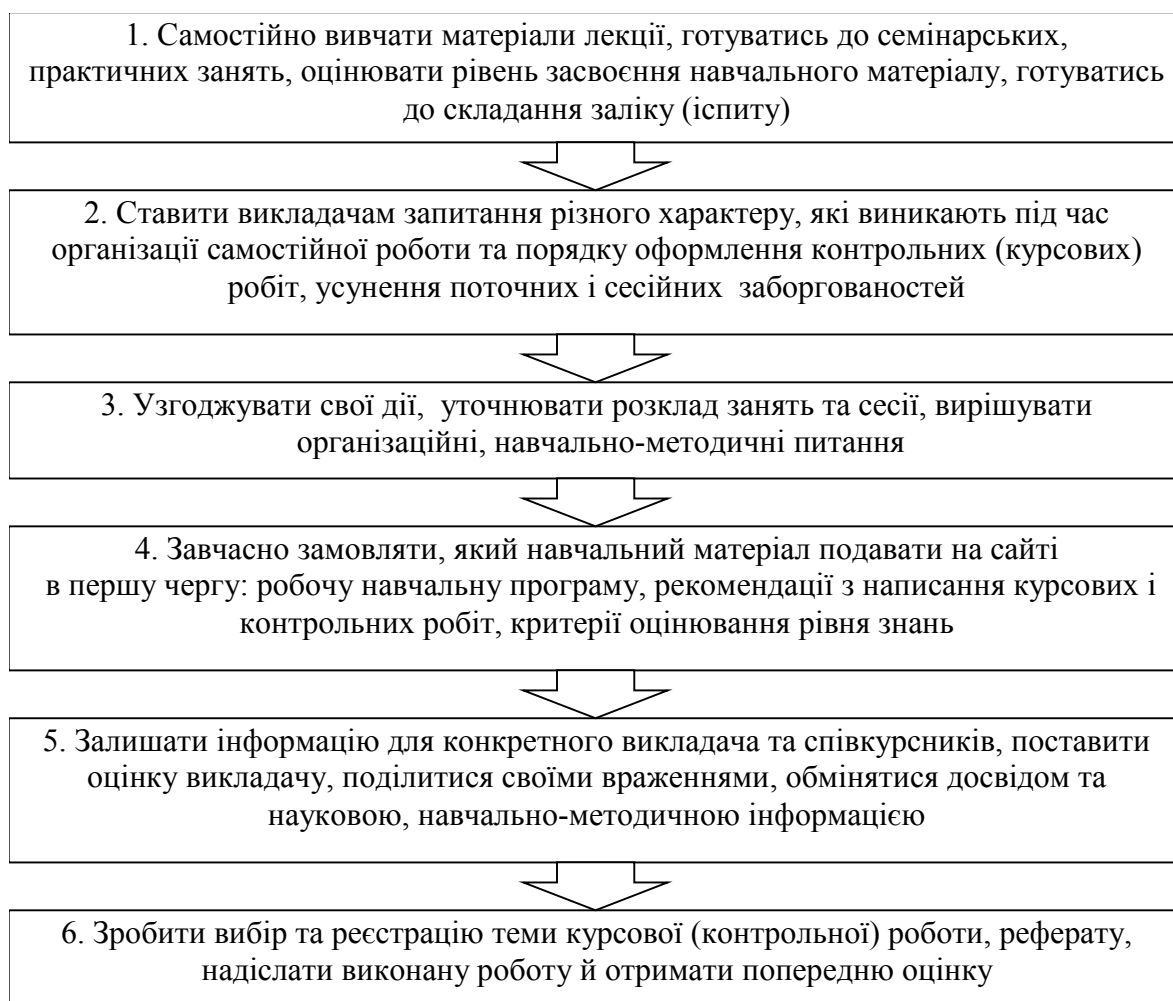 1. Самостійно вивчати матеріали лекції, готуватись до семінарських,
практичних занять, оцінювати рівень засвоєння навчального матеріалу, готуватись
до складання заліку (іспиту)
2. Ставити викладачам запитання різного характеру, які виникають під час
організації самостійної роботи та порядку оформлення контрольних (курсових)
робіт, усунення поточних і сесійних заборгованостей
3. Узгоджувати свої дії, уточнювати розклад занять та сесії, вирішувати
організаційні, навчально-методичні питання
4. Завчасно замовляти, який навчальний матеріал подавати на сайті
в першу чергу: робочу навчальну програму, рекомендації з написання курсових і
контрольних робіт, критерії оцінювання рівня знань
5. Залишати інформацію для конкретного викладача та співкурсників, поставити
оцінку викладачу, поділитися своїми враженнями, обмінятися досвідом та
науковою, навчально-методичною інформацією
6. Зробити вибір та реєстрацію теми курсової (контрольної) роботи, реферату,
надіслати виконану роботу й отримати попередню оцінку